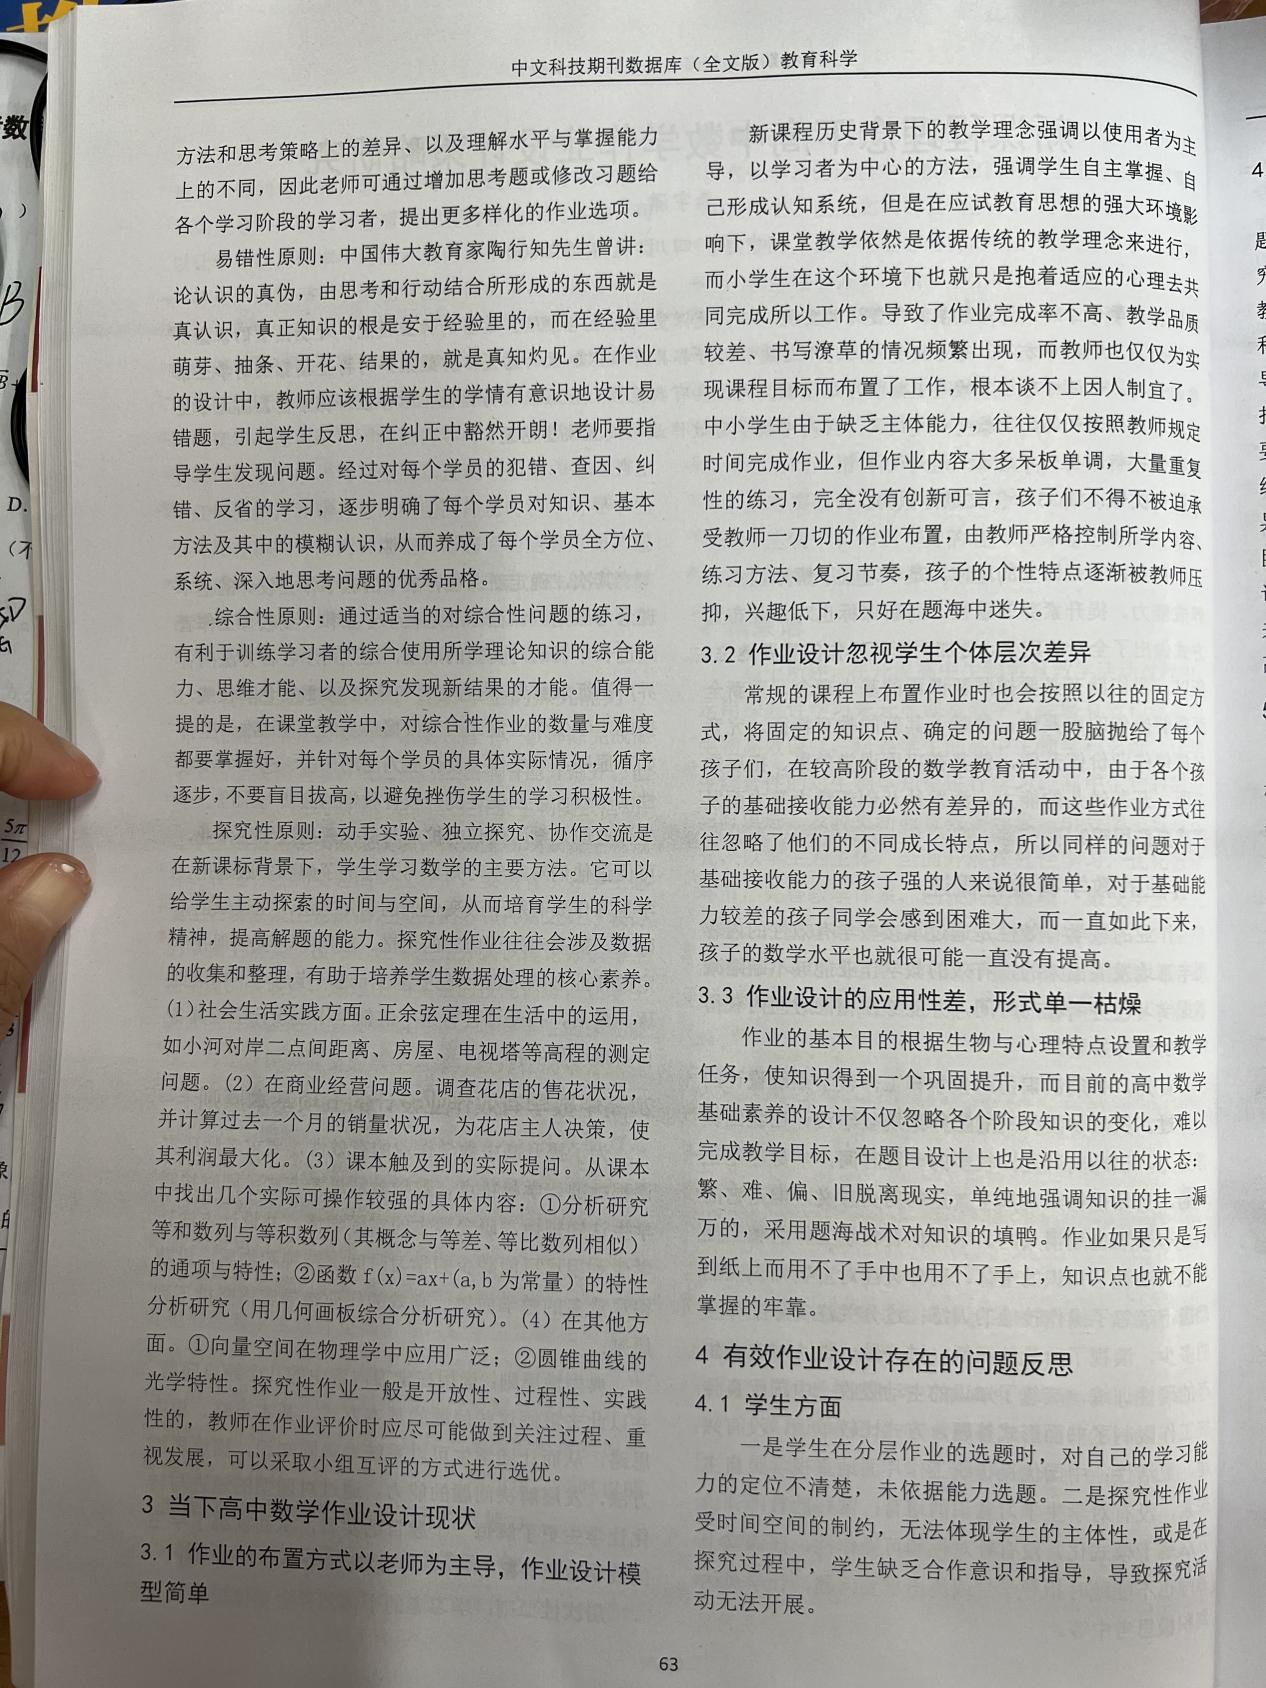 中文科技期刊数据库（全文版）教育科学
方法和思考策略上的差异、以及理解水平与掌握能力
上的不同，因此老师可通过增加思考题或修改习题给
各个学习阶段的学习者，提出更多样化的作业选项。
易错性原则：中国伟大教育家陶行知先生曾讲：
论认识的真伪，由思考和行动结合所形成的东西就是
真认识，真正知识的根是安于经验里的，而在经验里
萌芽、抽条、开花、结果的，就是真知灼见。在作业
的设计中，教师应该根据学生的学情有意识地设计易
错题，引起学生反思，在纠正中豁然开朗！老师要指
导学生发现问题。经过对每个学员的犯错、查因、纠
错、反省的学习，逐步明确了每个学员对知识、基本
方法及其中的模糊认识，从而养成了每个学员全方位、
系统、深入地思考问题的优秀品格。
综合性原则：通过适当的对综合性问题的练习，
有利于训练学习者的综合使用所学理论知识的综合能
力、思维才能、以及探究发现新结果的才能。值得一
提的是，在课堂教学中，对综合性作业的数量与难度
都要掌握好，并针对每个学员的具体实际情况，循序
逐步，不要盲目拔高，以避免挫伤学生的学习积极性。
探究性原则：动手实验、独立探究、协作交流是
在新课标背景下，学生学习数学的主要方法。它可以
给学生主动探索的时间与空间，从而培育学生的科学
精神，提高解题的能力。探究性作业往往会涉及数据
的收集和整理，有助于培养学生数据处理的核心素养。
(1)社会生活实践方面。正余弦定理在生活中的运用，
如小河对岸二点间距离、房屋、电视塔等高程的测定
问题。(2) 在商业经营问题。调查花店的售花状况，
并计算过去一个月的销量状况，为花店主人决策，使
其利润最大化。(3) 课本触及到的实际提问。从课本
中找出几个实际可操作较强的具体内容：①分析研究
等和数列与等积数列（其概念与等差、等比数列相似）
的通项与特性；②函数 f(x)=ax+(a,b 为常量）的特性
分析研究（用几何画板综合分析研究）。(4) 在其他方
面。①向量空间在物理学中应用广泛；②圆锥曲线的
光学特性。探究性作业一般是开放性、过程性、实践
性的，教师在作业评价时应尽可能做到关注过程、重
视发展，可以采取小组互评的方式进行选优。
3 当下高中数学作业设计现状
3.1 作业的布置方式以老师为主导，作业设计模
型简单
新课程历史背景下的教学理念强调以使用者为主
导，以学习者为中心的方法，强调学生自主掌握、自
己形成认知系统，但是在应试教育思想的强大环境影
响下，课堂教学依然是依据传统的教学理念来进行，
而小学生在这个环境下也就只是抱着适应的心理去共
同完成所以工作。导致了作业完成率不高、教学品质
较差、书写潦草的情况频繁出现，而教师也仅仅为实
现课程目标而布置了工作，根本谈不上因人制宜了。
中小学生由于缺乏主体能力，往往仅仅按照教师规定
时间完成作业，但作业内容大多呆板单调，大量重复
性的练习，完全没有创新可言，孩子们不得不被迫承
受教师一刀切的作业布置，由教师严格控制所学内容、
练习方法、复习节奏，孩子的个性特点逐渐被教师压
抑，兴趣低下，只好在题海中迷失。
3.2 作业设计忽视学生个体层次差异
常规的课程上布置作业时也会按照以往的固定方
式，将固定的知识点、确定的问题一股脑抛给了每个
孩子们，在较高阶段的数学教育活动中，由于各个孩
子的基础接收能力必然有差异的，而这些作业方式往
往忽略了他们的不同成长特点，所以同样的问题对于
基础接收能力的孩子强的人来说很简单，对于基础能
力较差的孩子同学会感到困难大，而一直如此下来，
孩子的数学水平也就很可能一直没有提高。
3.3 作业设计的应用性差，形式单一枯燥
作业的基本目的根据生物与心理特点设置和教学
任务，使知识得到一个巩固提升，而目前的高中数学
基础素养的设计不仅忽略各个阶段知识的变化，难以
完成教学目标，在题目设计上也是沿用以往的状态：
繁、难、偏、旧脱离现实，单纯地强调知识的挂一漏
万的，采用题海战术对知识的填鸭。作业如果只是写
到纸上而用不了手中也用不了手上，知识点也就不能
掌握的牢靠。
4 有效作业设计存在的问题反思
4.1 学生方面
一是学生在分层作业的选题时，对自己的学习能
力的定位不清楚，未依据能力选题。二是探究性作业
受时间空间的制约，无法体现学生的主体性，或是在
探究过程中，学生缺乏合作意识和指导，导致探究活
动无法开展。
63